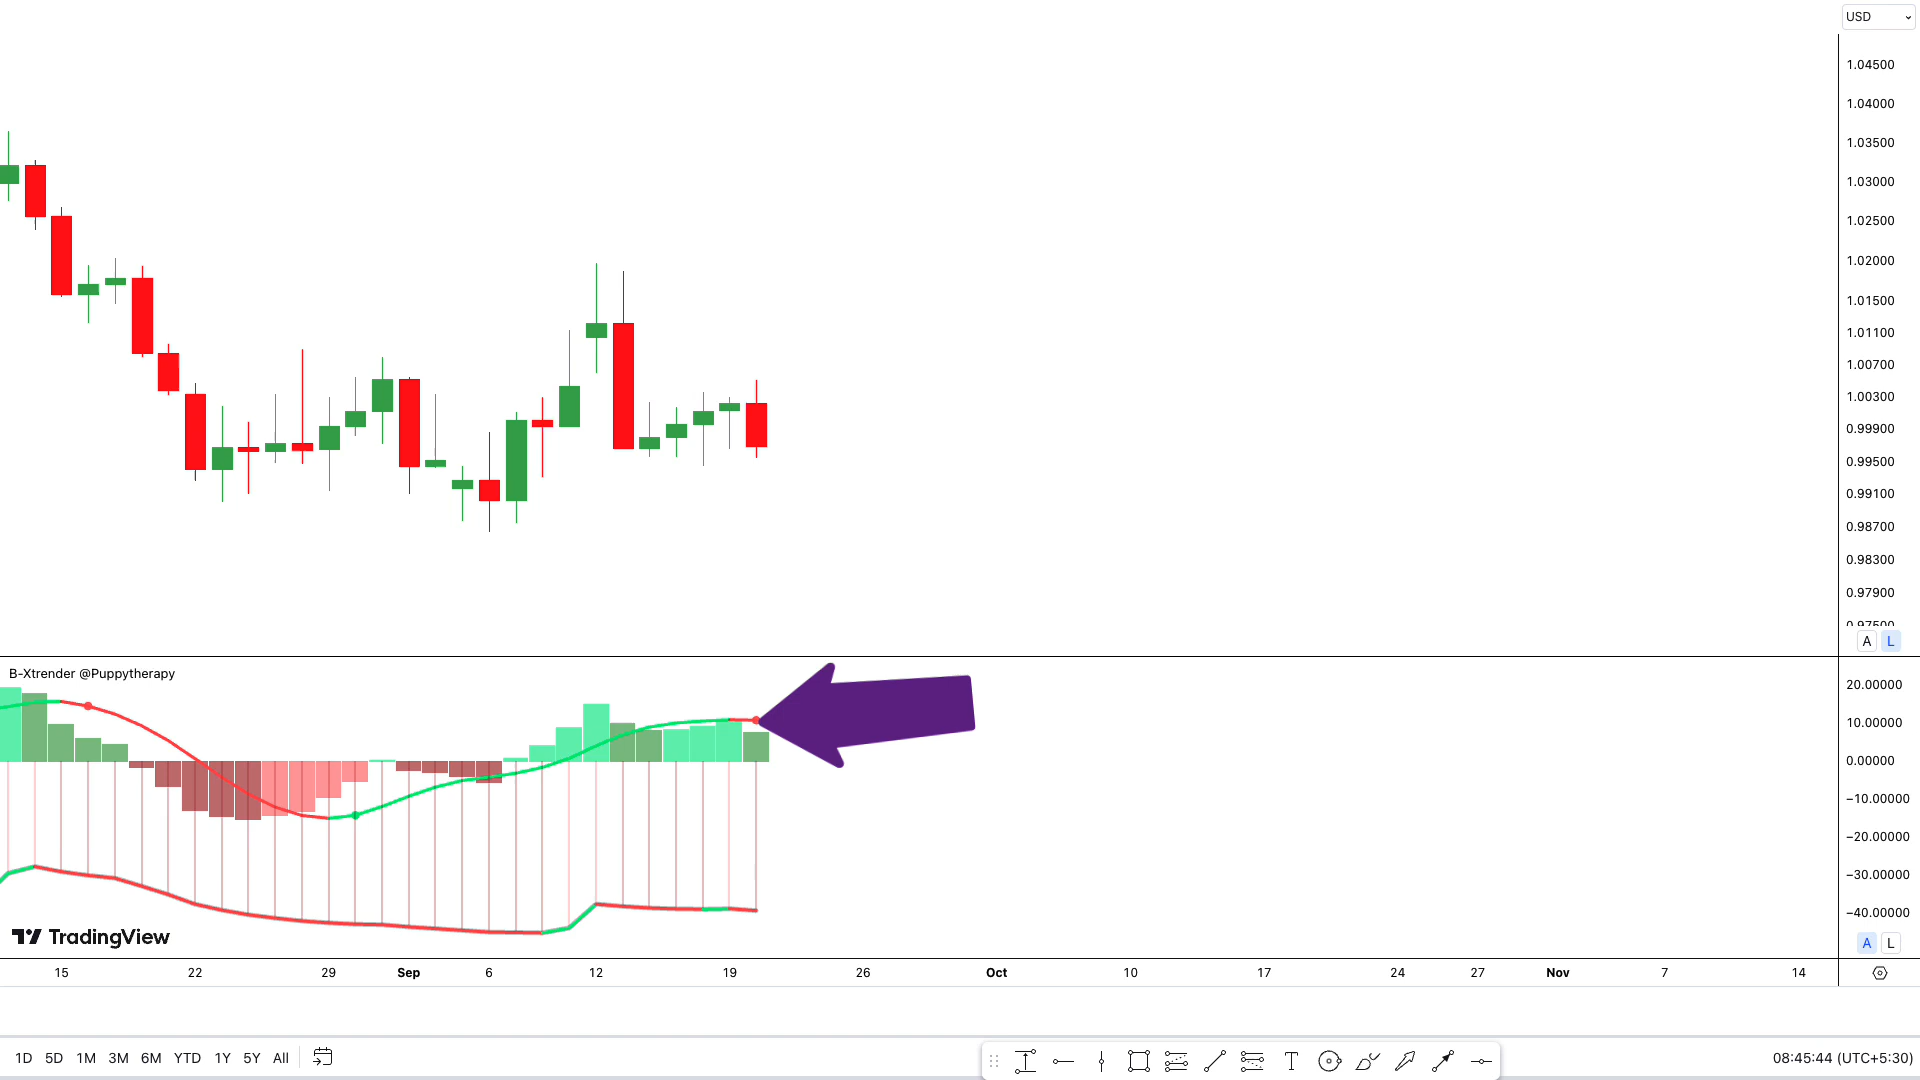 USD
1.04500
1.04000
1.03500
1.03000
1.02500
1.02000
1.01500
1.01100
1.00700
1.00300
0.99900
0.99500
0.99100
0.98700
0.98300
0.97900
0.97500
A L
B-Xtrender @Puppytherapy
20.00000
10.00000
0.00000
−10.00000
−20.00000
−30.00000
−40.00000
TradingView
A L
15 22 29 Sep 6 12 19 26 Oct 10 17 24 27 Nov 7 14
1D 5D 1M 3M 6M YTD 1Y 5Y All
T
08:45:44 (UTC+5:30)